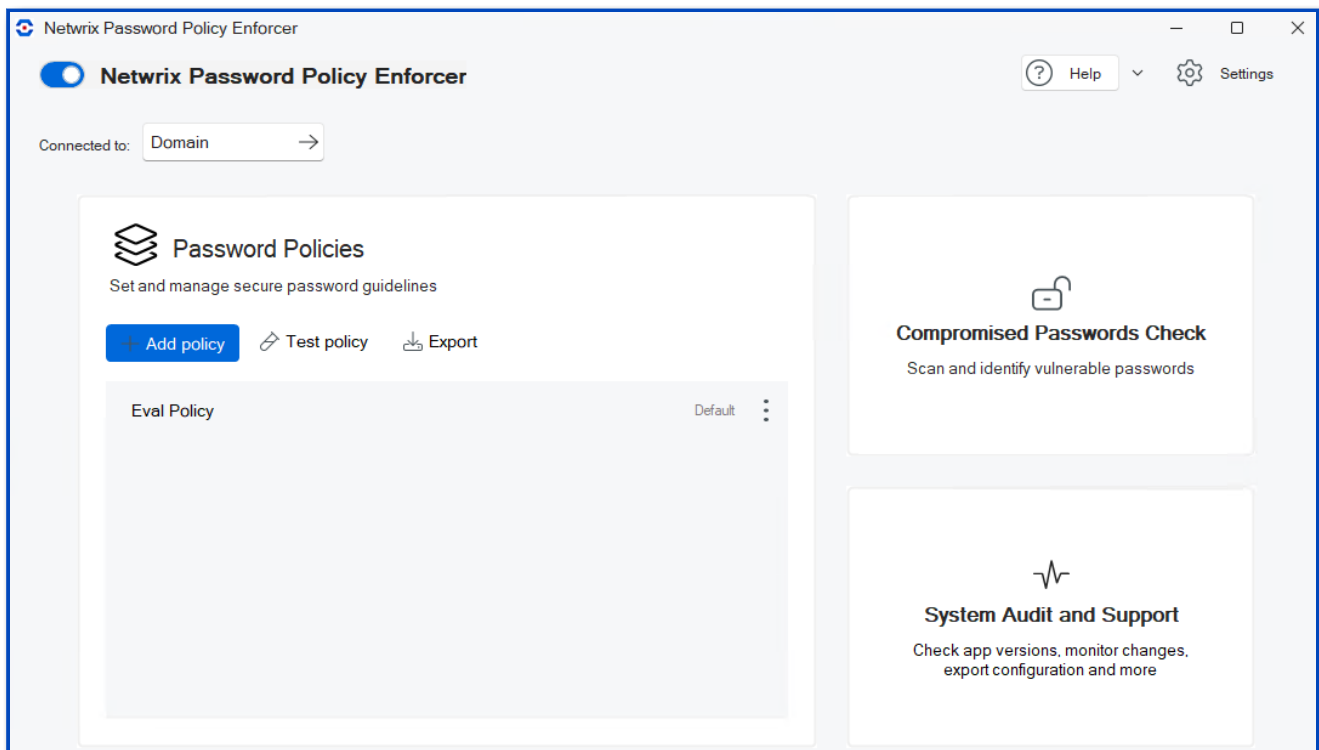 Netwrix Password Policy Enforcer
Netwrix Password Policy Enforcer
Help
Settings
Connected to:
Domain
Password Policies
Set and manage secure password guidelines
Add policy
Test policy
Export
Eval Policy
Default
Compromised Passwords Check
Scan and identify vulnerable passwords
System Audit and Support
Check app versions, monitor changes,
export configuration and more